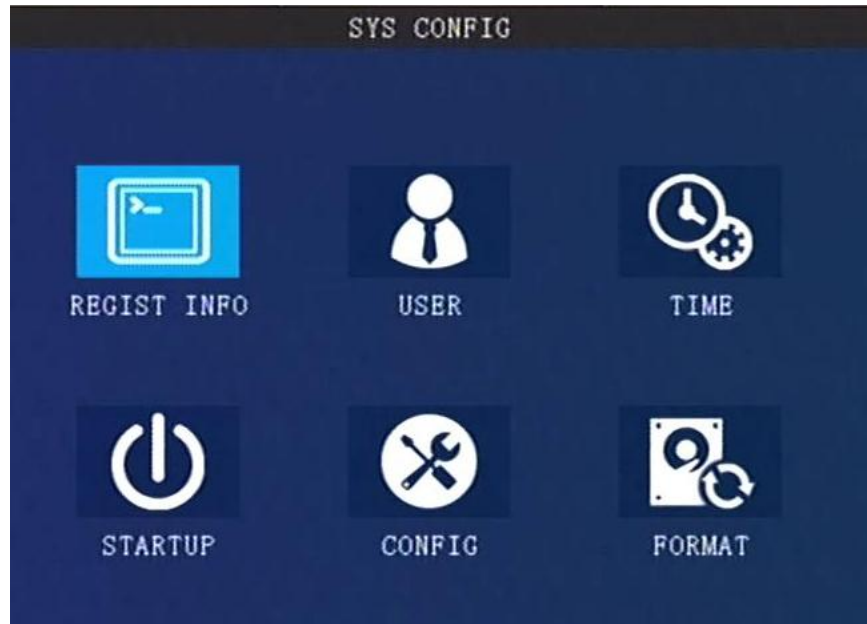 SYS CONFIG
REGIST INFO
USER
TIME
STARTUP
CONFIG
FORMAT